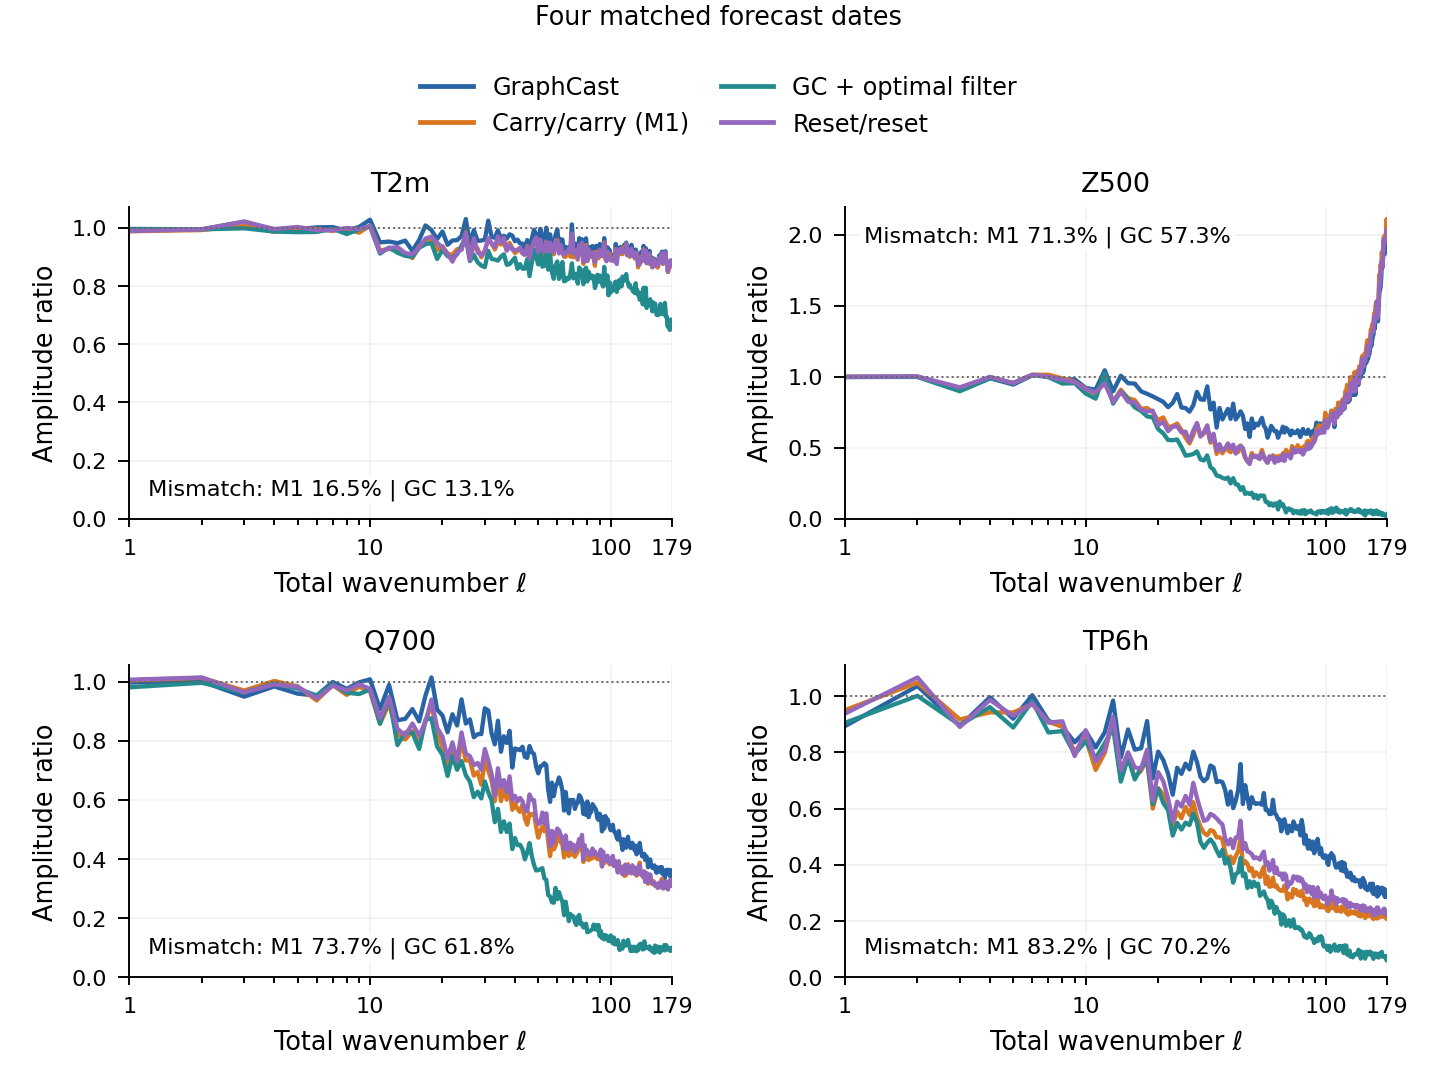 Four matched forecast dates
GraphCast
Carry/carry (M1)
GC + optimal filter
Reset/reset
T2m
Amplitude ratio
1.0
0.8
0.6
0.4
0.2
0.0
Mismatch: M1 16.5% | GC 13.1%
1 10 100 179
Total wavenumber ℓ
Z500
Amplitude ratio
2.0
1.5
1.0
0.5
0.0
Mismatch: M1 71.3% | GC 57.3%
1 10 100 179
Total wavenumber ℓ
Q700
Amplitude ratio
1.0
0.8
0.6
0.4
0.2
0.0
Mismatch: M1 73.7% | GC 61.8%
1 10 100 179
Total wavenumber ℓ
TP6h
Amplitude ratio
1.0
0.8
0.6
0.4
0.2
0.0
Mismatch: M1 83.2% | GC 70.2%
1 10 100 179
Total wavenumber ℓ